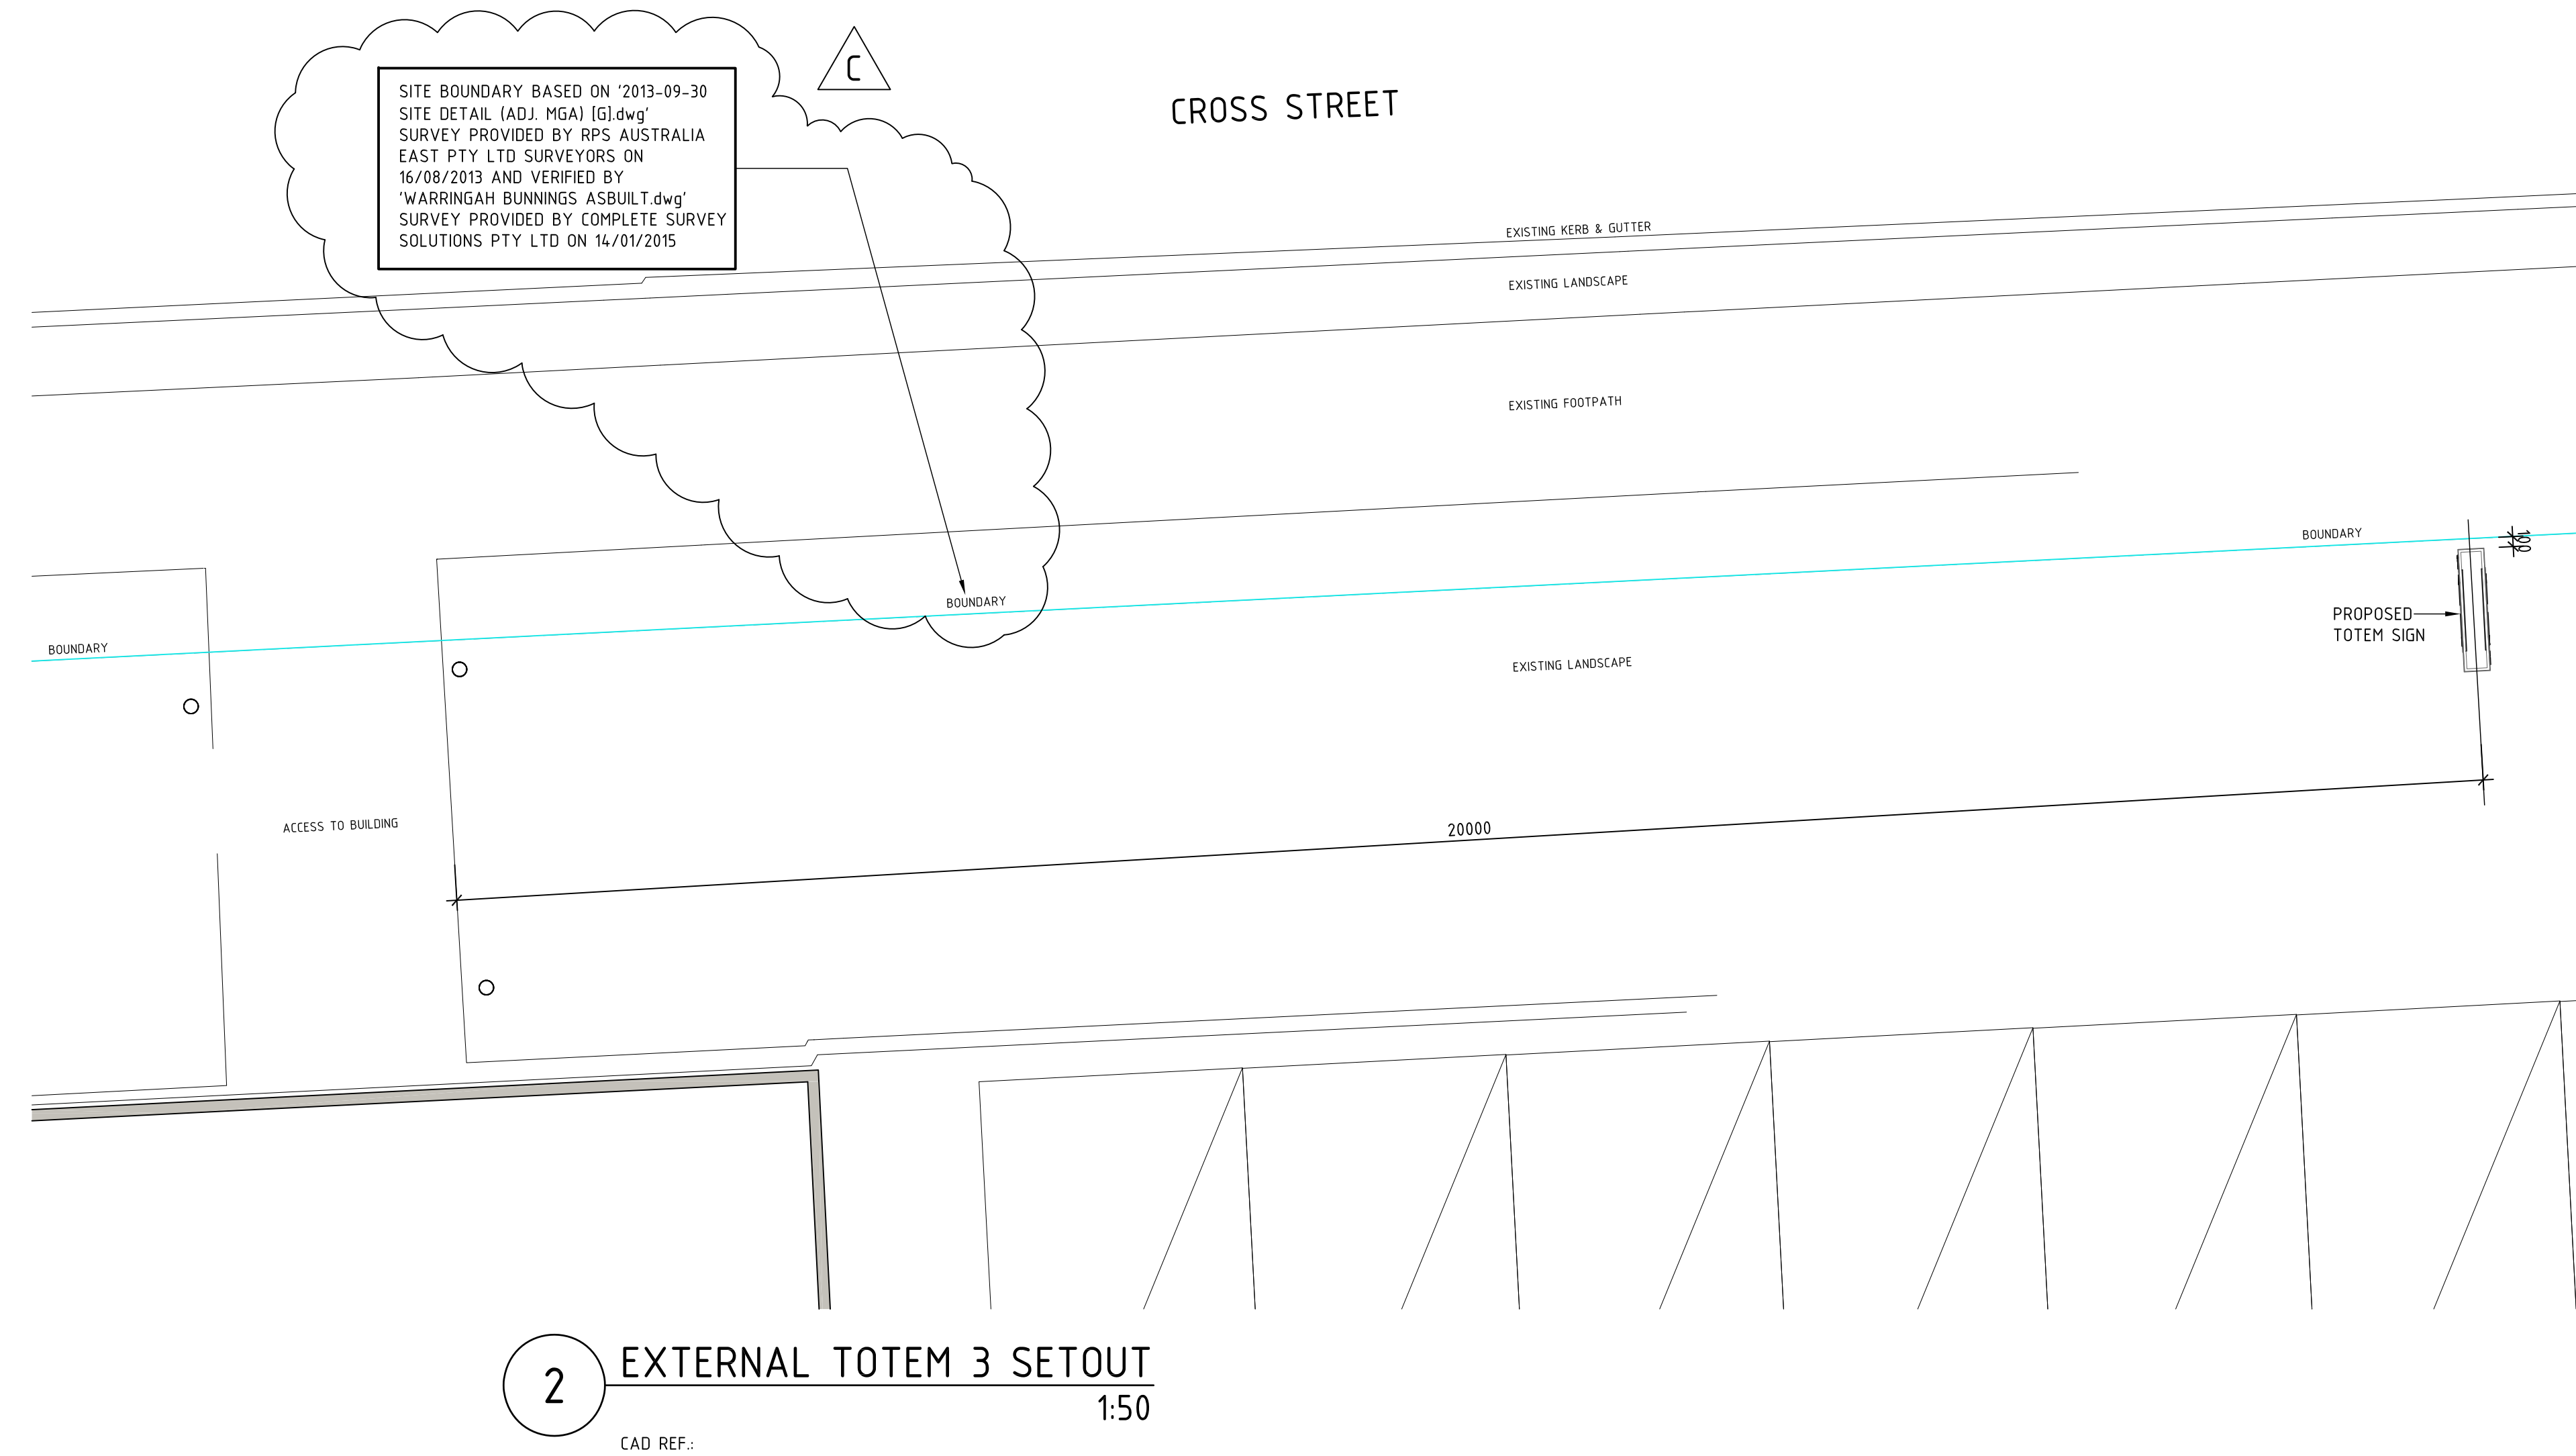 C
SITE BOUNDARY BASED ON '2013-09-30
SITE DETAIL (ADJ. MGA) [G].dwg'
SURVEY PROVIDED BY RPS AUSTRALIA
EAST PTY LTD SURVEYORS ON
16/08/2013 AND VERIFIED BY
'WARRINGAH BUNNINGS ASBUILT.dwg'
SURVEY PROVIDED BY COMPLETE SURVEY
SOLUTIONS PTY LTD ON 14/01/2015
CROSS STREET
EXISTING KERB & GUTTER
EXISTING LANDSCAPE
EXISTING FOOTPATH
BOUNDARY
100
BOUNDARY
PROPOSED
TOTEM SIGN
BOUNDARY
EXISTING LANDSCAPE
ACCESS TO BUILDING
20000
2
EXTERNAL TOTEM 3 SETOUT
1:50
CAD REF.: